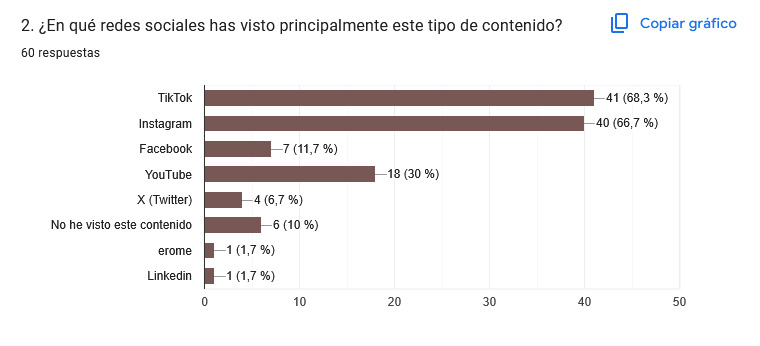 2. ¿En qué redes sociales has visto principalmente este tipo de contenido?
Copiar gráfico
60 respuestas
TikTok 41 (68,3 %)
Instagram 40 (66,7 %)
Facebook 7 (11,7 %)
YouTube 18 (30 %)
X (Twitter) 4 (6,7 %)
No he visto este contenido 6 (10 %)
erome 1 (1,7 %)
Linkedin 1 (1,7 %)
0 10 20 30 40 50